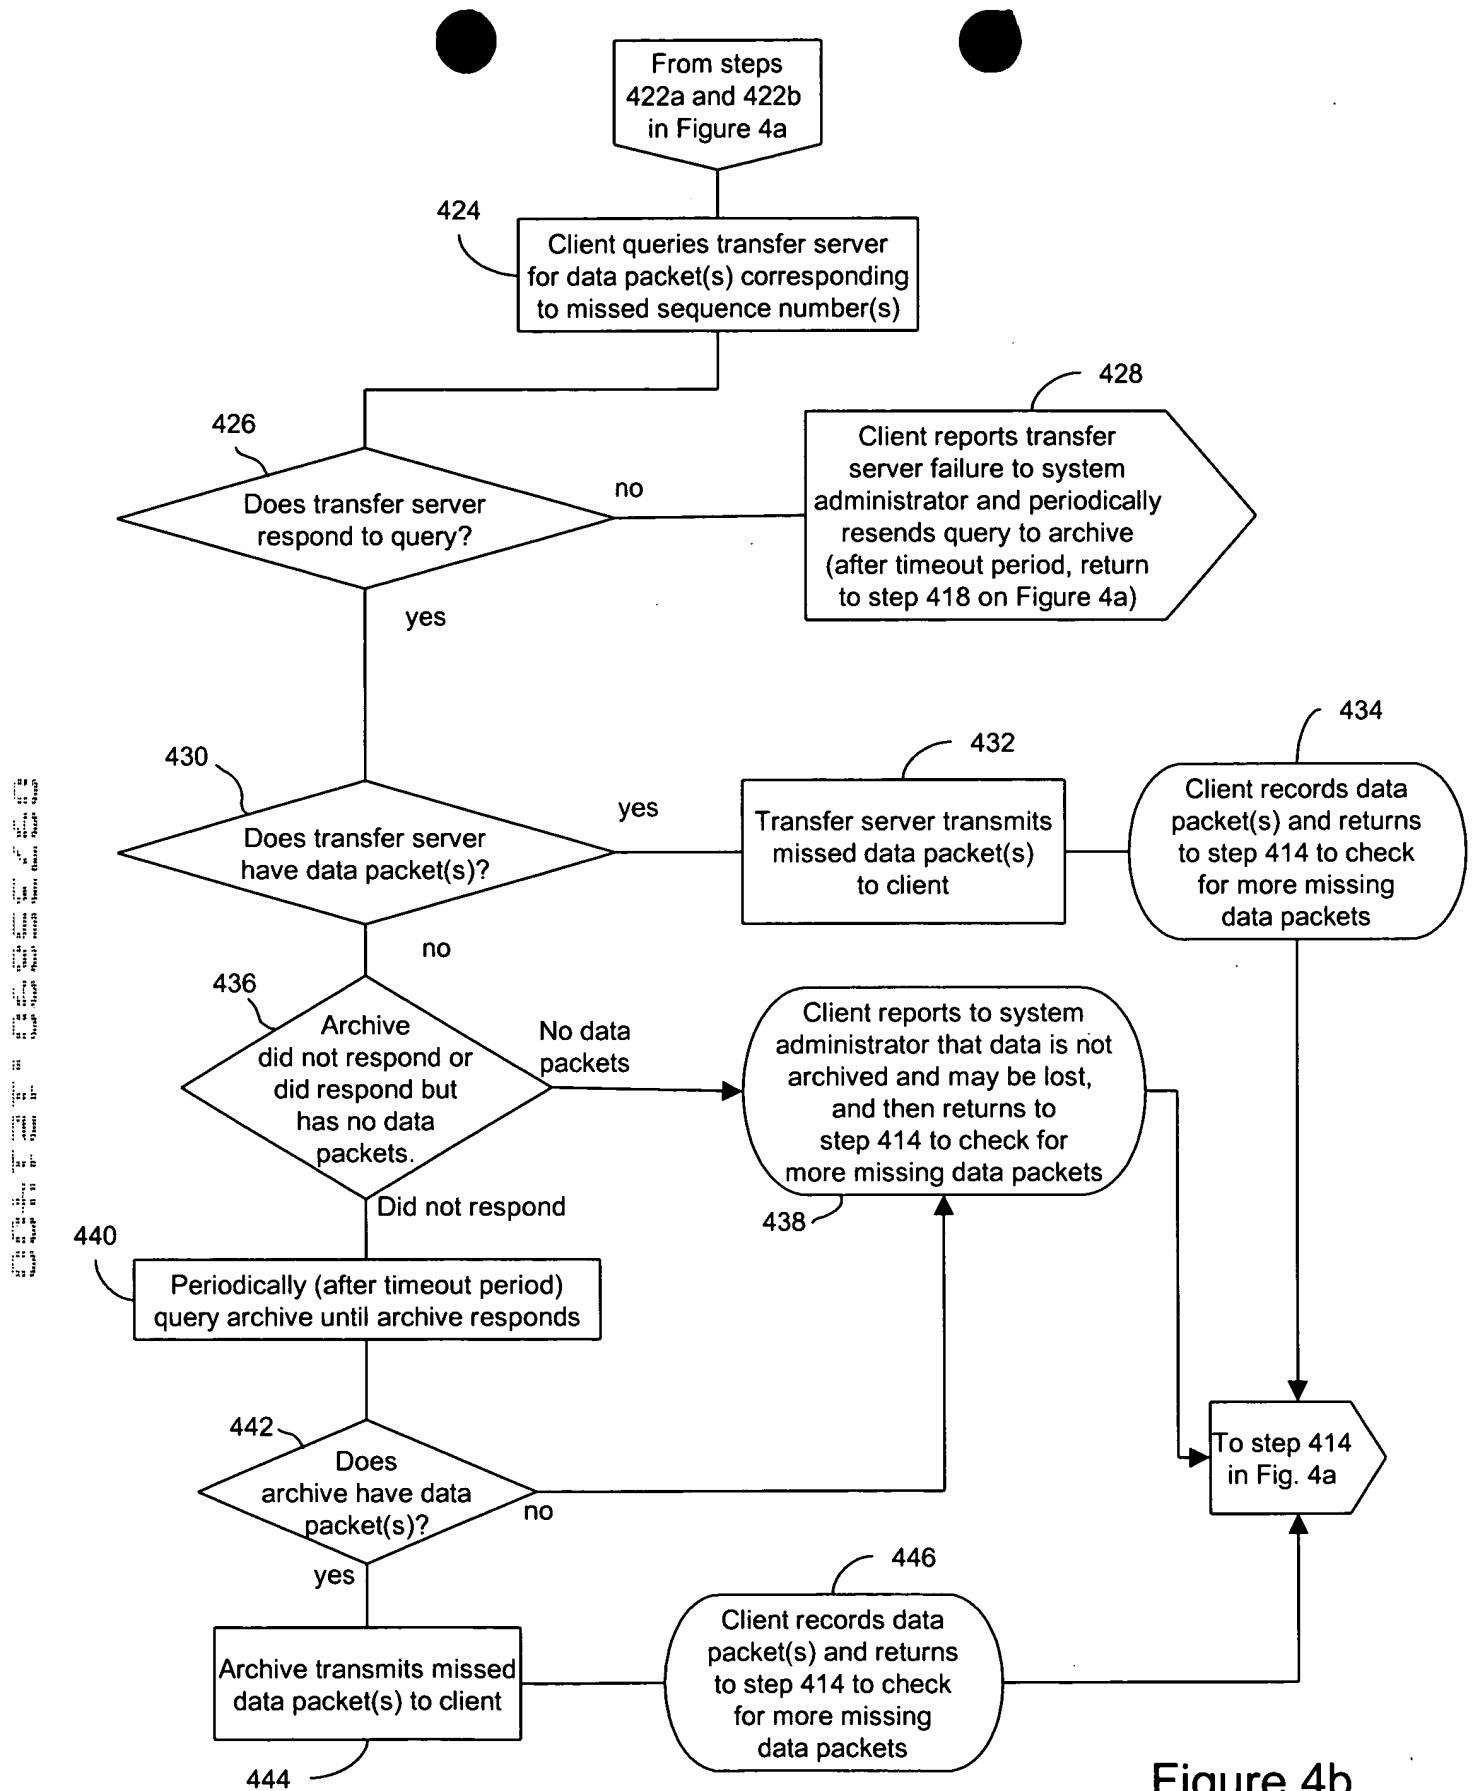 From steps
422a and 422b
in Figure 4a
424
Client queries transfer server
for data packet(s) corresponding
to missed sequence number(s)
428
426
Client reports transfer
server failure to system
administrator and periodically
resends query to archive
(after timeout period, return
to step 418 on Figure 4a)
Does transfer server
respond to query?
no
yes
434
432
430
Client records data
packet(s) and returns
to step 414 to check
for more missing
data packets
yes
Transfer server transmits
missed data packet(s)
to client
Does transfer server
have data packet(s)?
no
436
Archive
did not respond or
did respond but
has no data
packets.
No data
packets
Client reports to system
administrator that data is not
archived and may be lost,
and then returns to
step 414 to check for
more missing data packets
438
Did not respond
440
Periodically (after timeout period)
query archive until archive responds
442
Does
archive have data
packet(s)?
no
To step 414
in Fig. 4a
yes
446
Client records data
packet(s) and returns
to step 414 to check
for more missing
data packets
Archive transmits missed
data packet(s) to client
444
Figure 4b